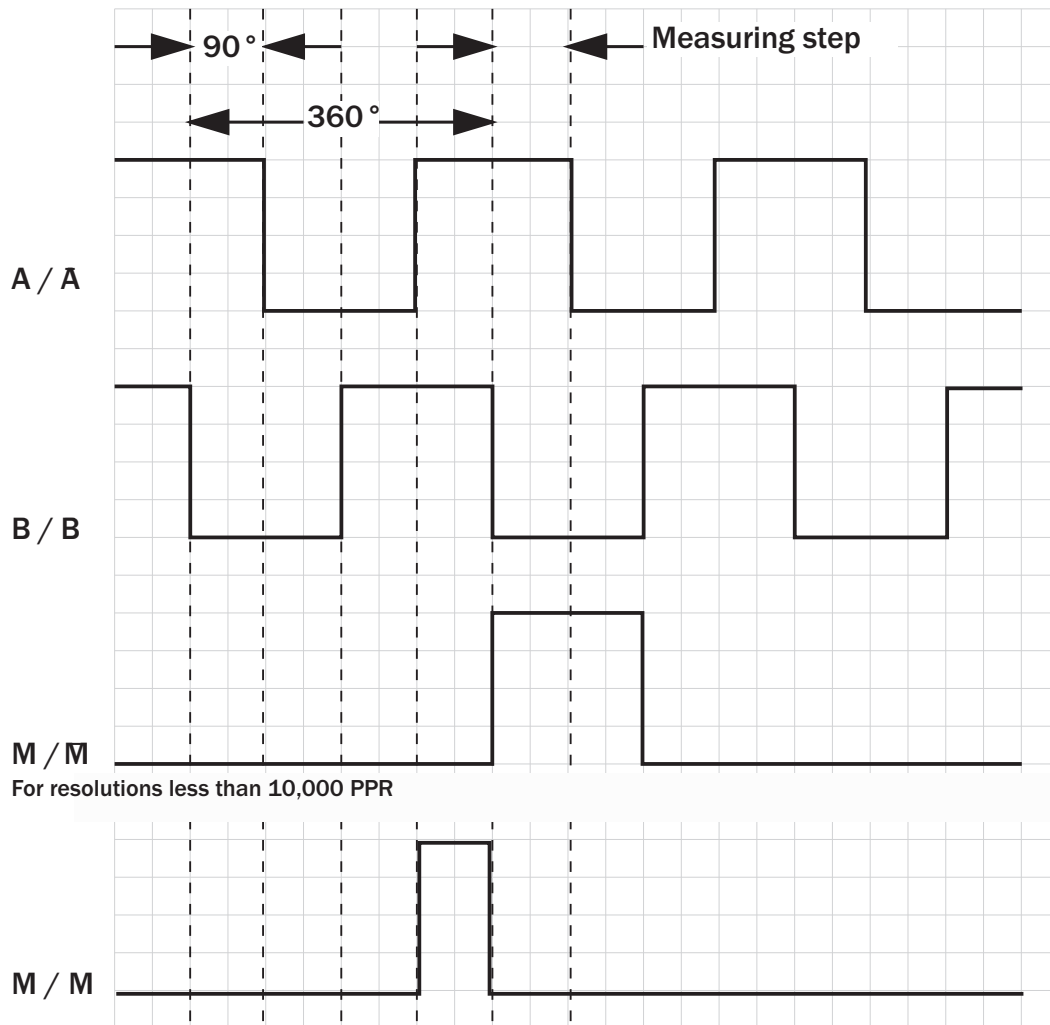 90° Measuring step
360°
A / Ā
B / B
M / M̄
For resolutions less than 10,000 PPR
M / M